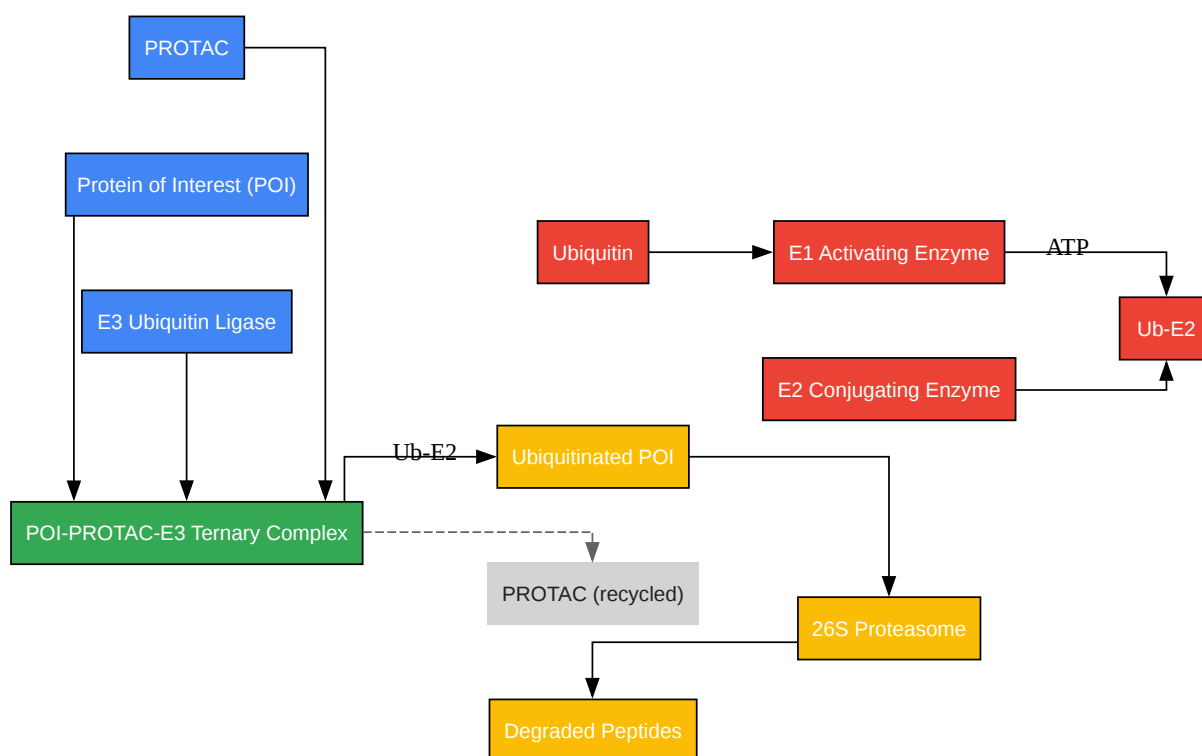 PROTAC
Protein of Interest (POI)
Ubiquitin
E1 Activating Enzyme
ATP
E3 Ubiquitin Ligase
Ub-E2
E2 Conjugating Enzyme
Ub-E2
Ubiquitinated POI
POI-PROTAC-E3 Ternary Complex
PROTAC (recycled)
26S Proteasome
Degraded Peptides